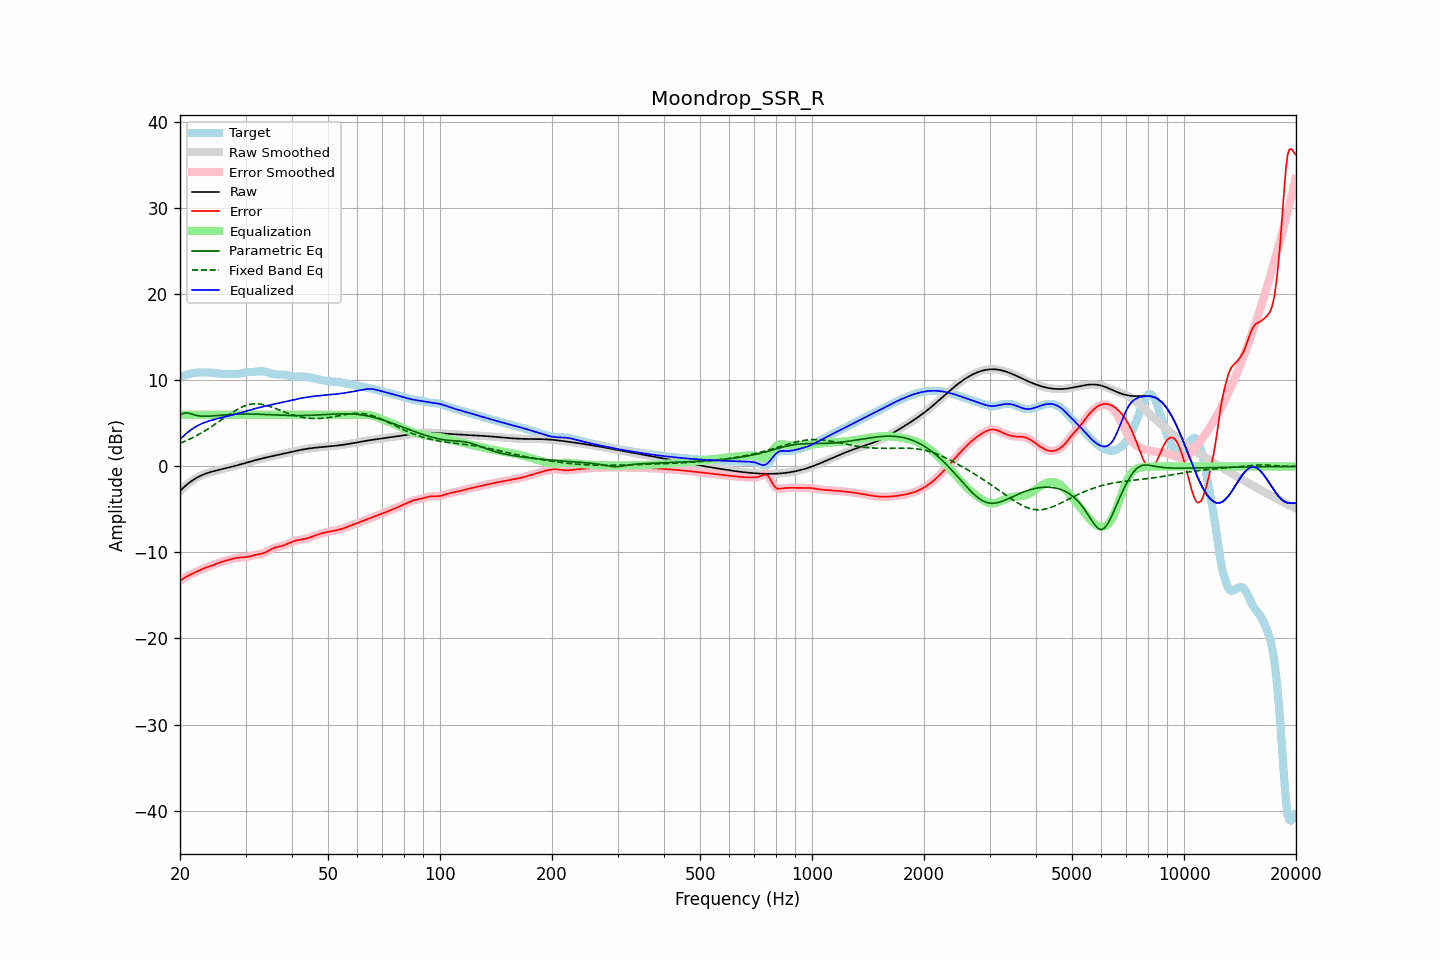 Moondrop_SSR_R
Amplitude (dBr)
40
30
20
10
0
−10
−20
−30
−40
Target
Raw Smoothed
Error Smoothed
Raw
Error
Equalization
Parametric Eq
Fixed Band Eq
Equalized
20 50 100 200 500 1000 2000 5000 10000 20000
Frequency (Hz)